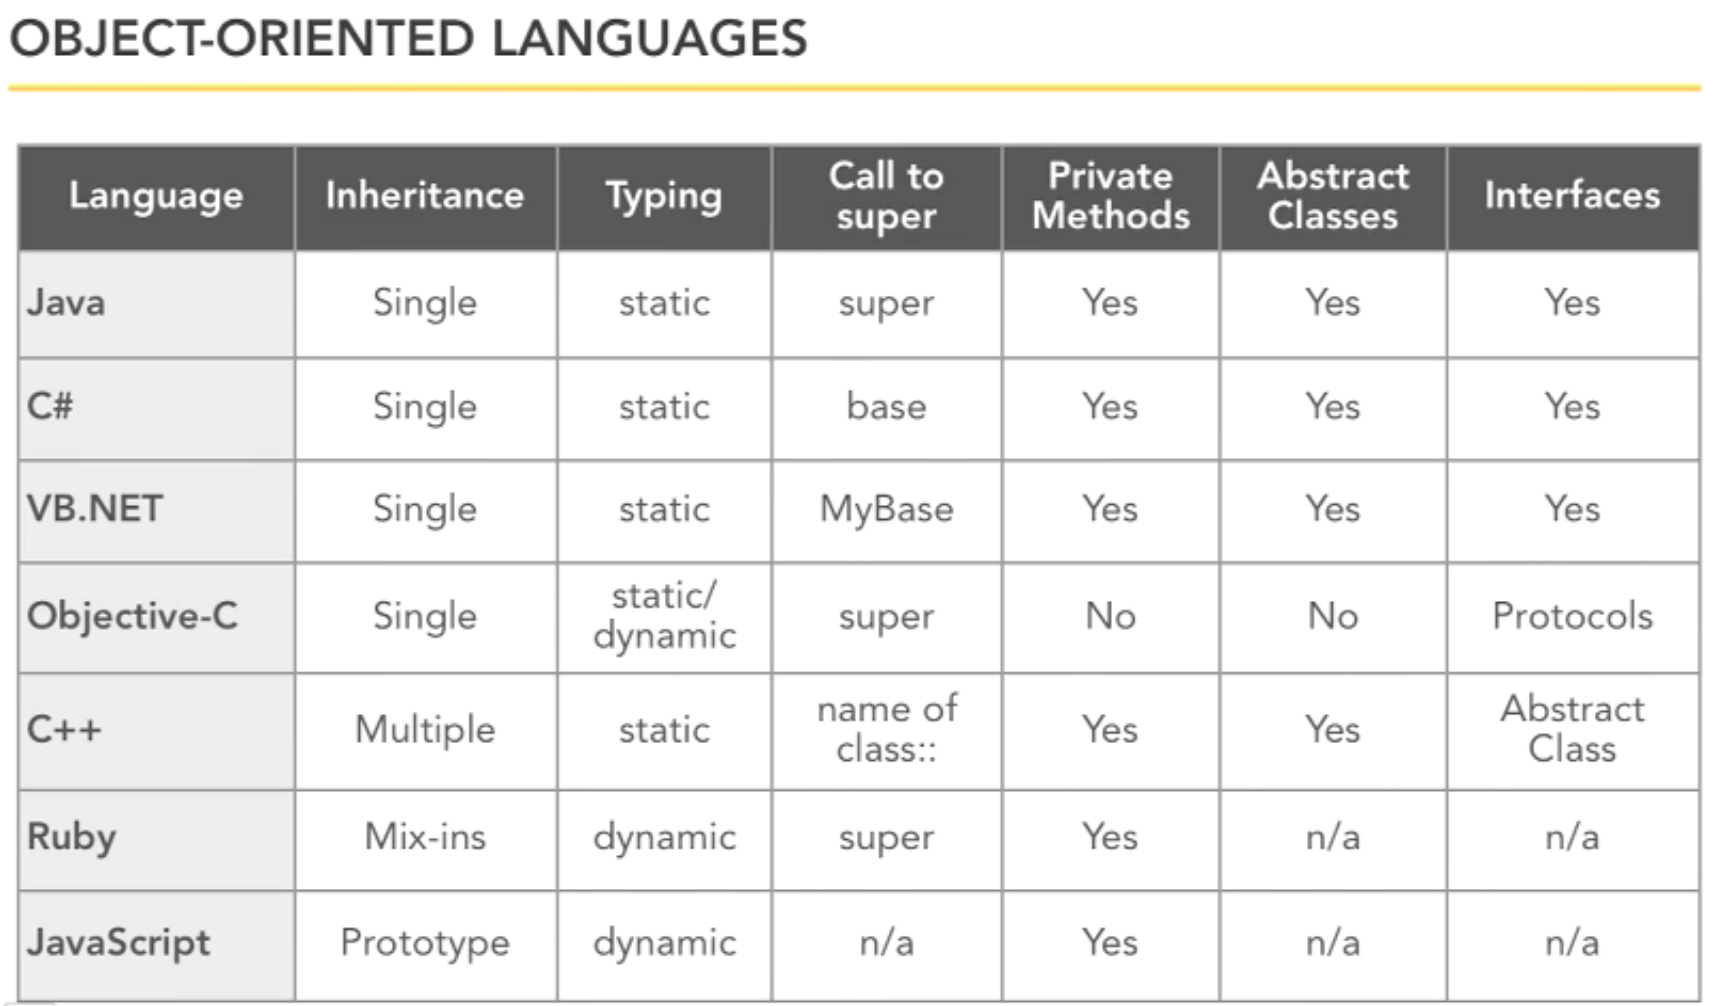 OBJECT-ORIENTED LANGUAGES
Language Inheritance Typing Call to super Private Methods Abstract Classes Interfaces
Java Single static super Yes Yes Yes
C# Single static base Yes Yes Yes
VB.NET Single static MyBase Yes Yes Yes
Objective-C Single static/ dynamic super No No Protocols
C++ Multiple static name of class:: Yes Yes Abstract Class
Ruby Mix-ins dynamic super Yes n/a n/a
JavaScript Prototype dynamic n/a Yes n/a n/a